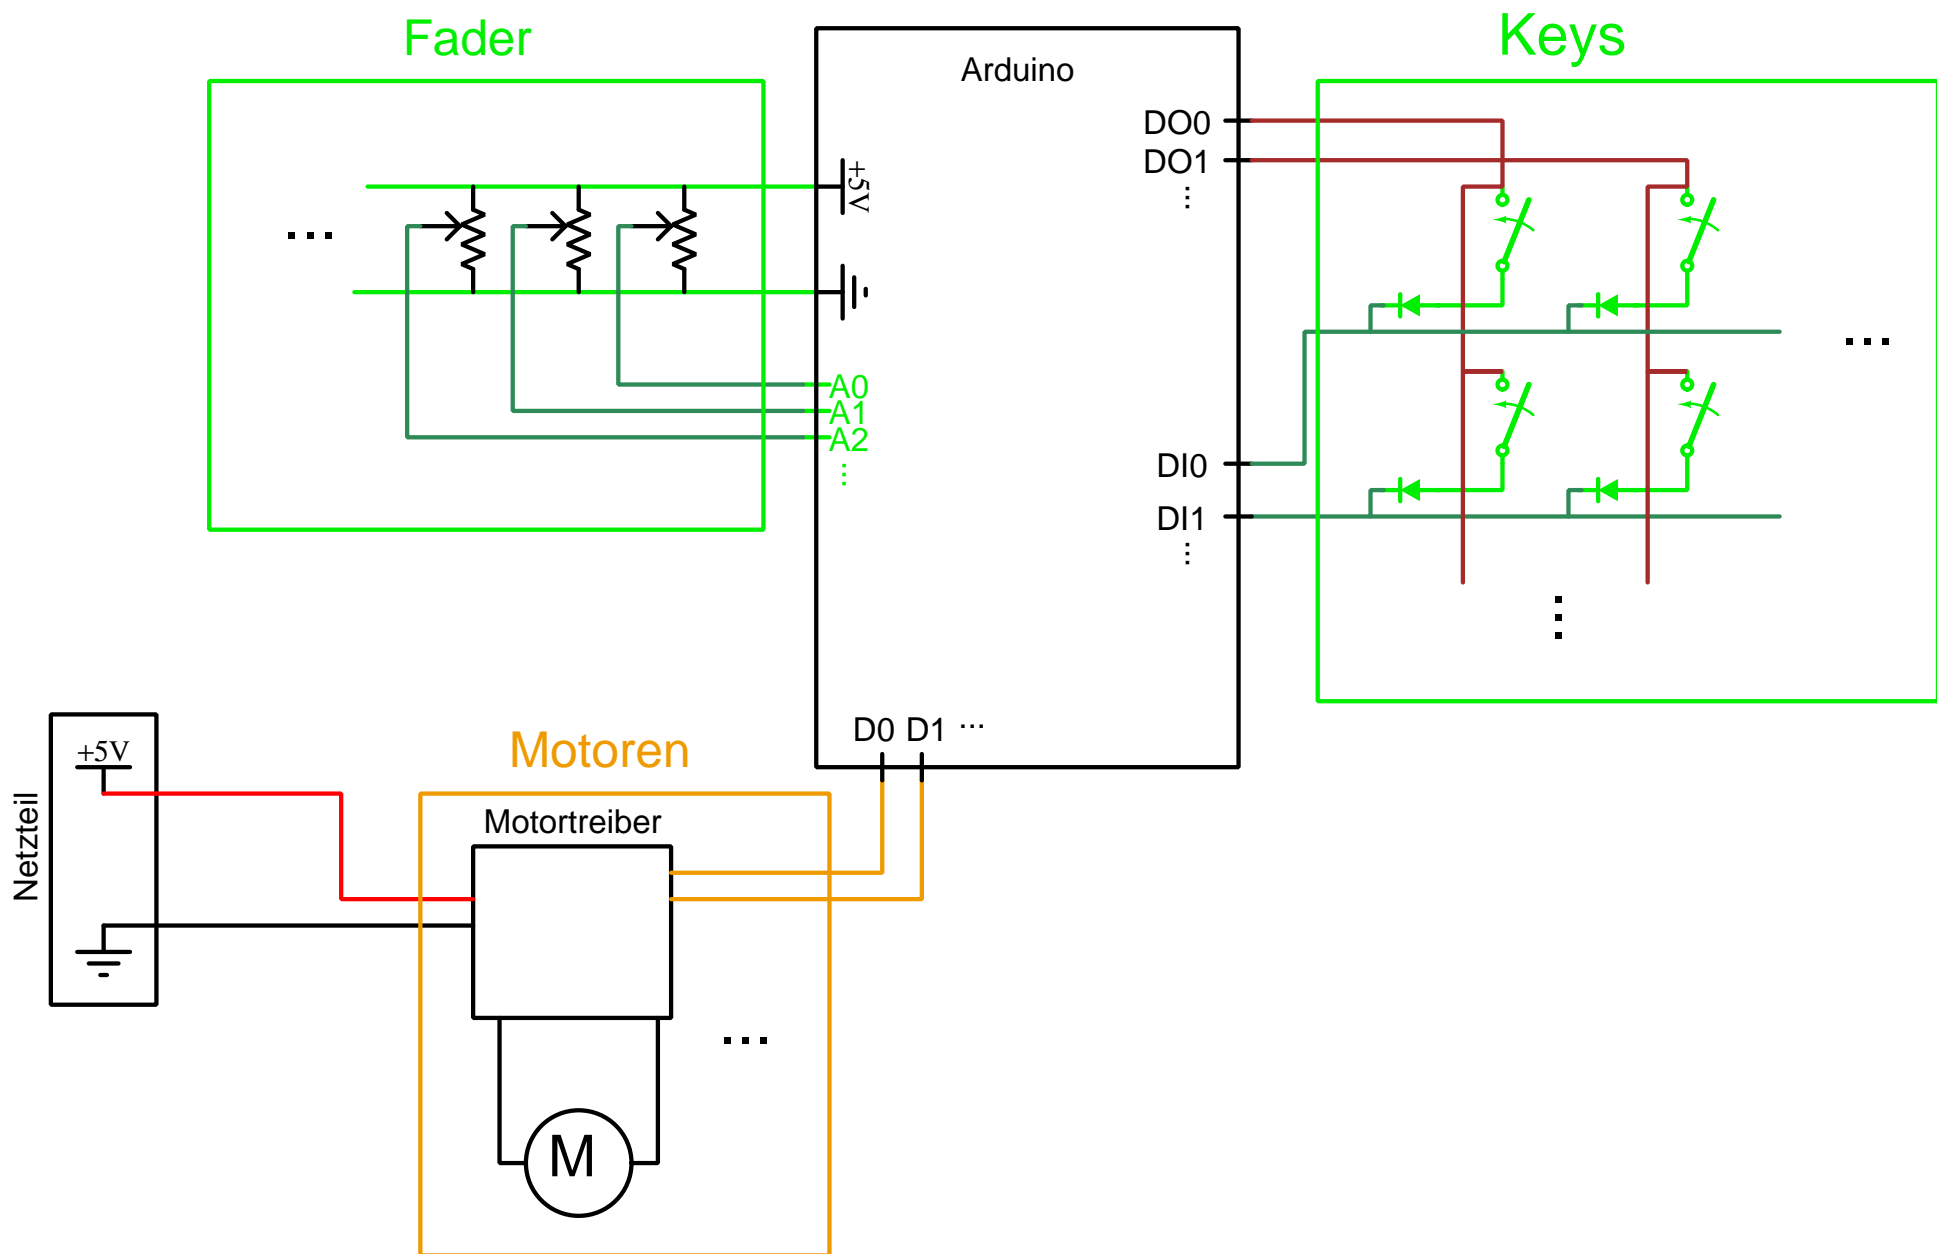 Fader
Arduino
Keys
DO0
DO1
...
+5V
...
A0
A1
A2
...
...
DI0
DI1
...
...
D0 D1 ...
Motoren
+5V
Netzteil
Motortreiber
...
M